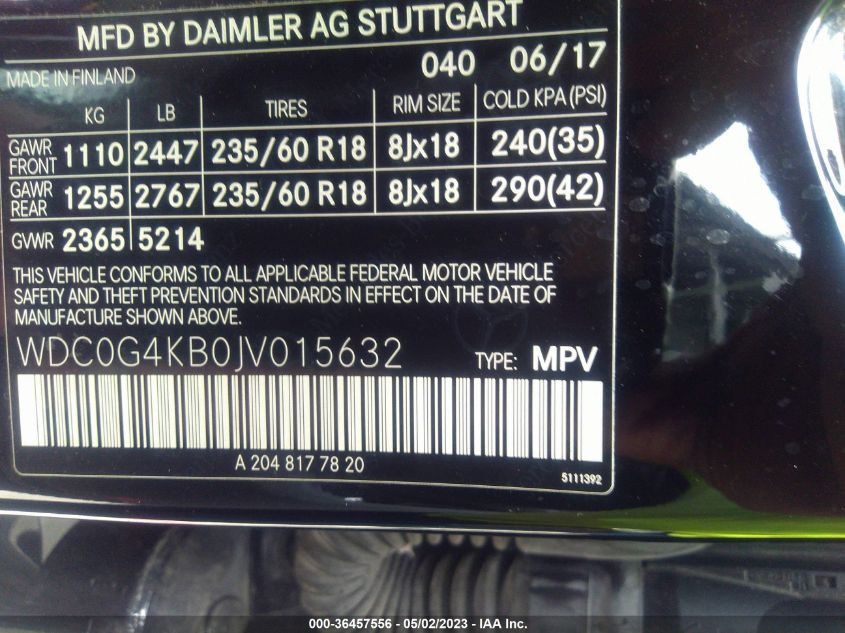 MFD BY DAIMLER AG STUTTGART
MADE IN FINLAND 040 06/17
KG LB TIRES RIM SIZE COLD KPA (PSI)
GAWR FRONT 1110 2447 235/60 R18 8Jx18 240(35)
GAWR REAR 1255 2767 235/60 R18 8Jx18 290(42)
GVWR 2365 5214
THIS VEHICLE CONFORMS TO ALL APPLICABLE FEDERAL MOTOR VEHICLE
SAFETY AND THEFT PREVENTION STANDARDS IN EFFECT ON THE DATE OF
MANUFACTURE SHOWN ABOVE.
WDC0G4KB0JV015632 TYPE: MPV
A 204 817 78 20
5111392
000-36457556 - 05/02/2023 - IAA Inc.